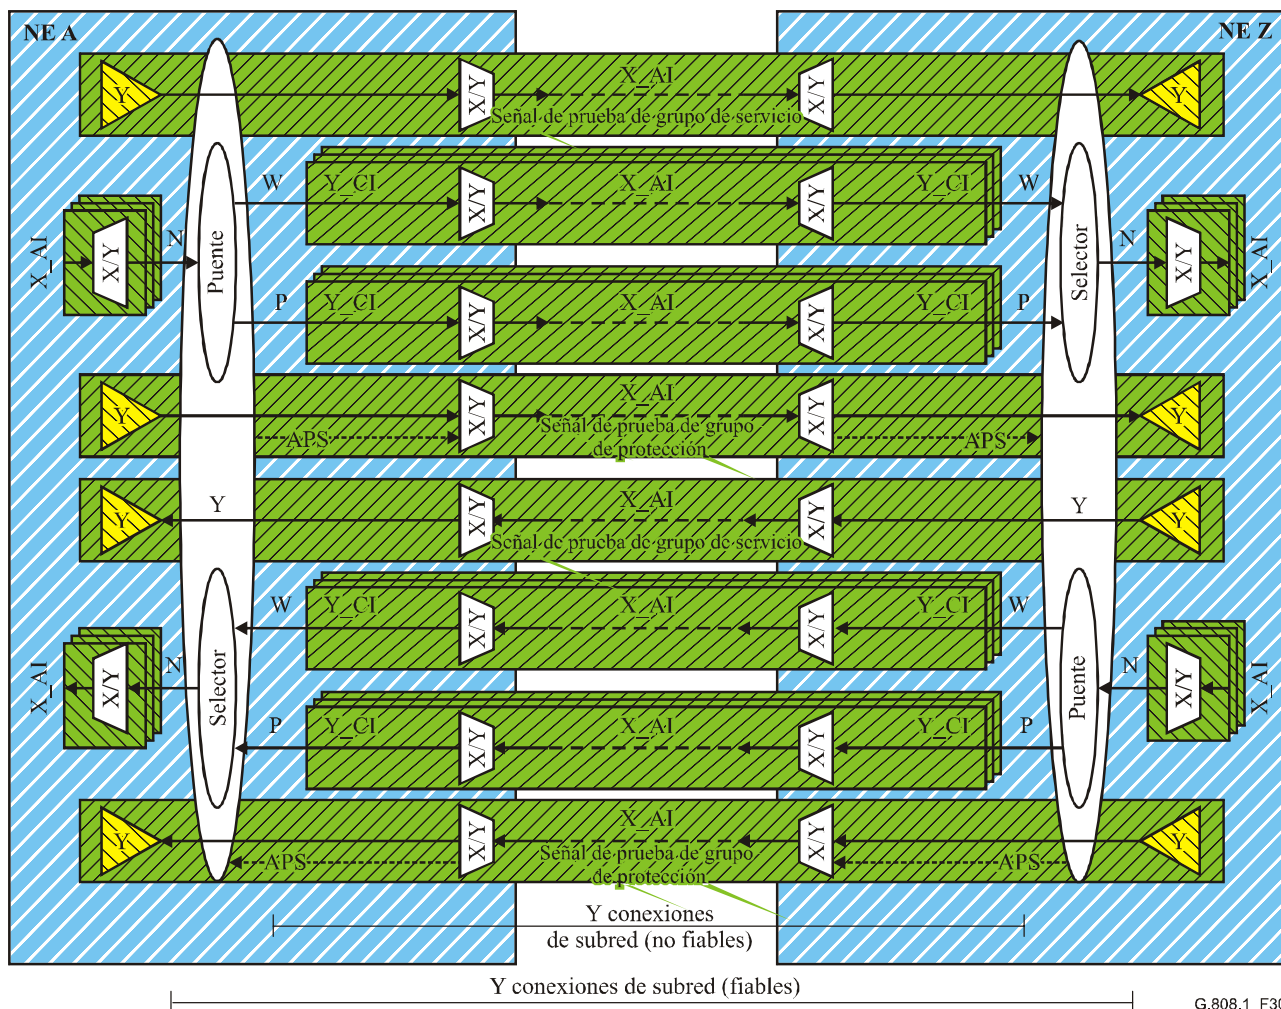 NE A
NE Z
Y
X/Y
X_AI
X/Y
Y
Señal de prueba de grupo de servicio
W
Y_CI
X/Y
X_AI
X/Y
Y_CI
W
X_AI
X/Y
N
Puente
Selector
N
X/Y
X_AI
P
Y_CI
X/Y
X_AI
X/Y
Y_CI
P
Y
X/Y
X_AI
X/Y
Y
APS
Señál de prueba de grupo
de protección
APS
Y
Y
X/Y
X_AI
X/Y
Y
Y
Señal de prueba de grupo de servicio
W
Y_CI
X/Y
X_AI
X/Y
Y_CI
W
X_AI
X/Y
N
Selector
Puente
N
X/Y
X_AI
P
Y_CI
X/Y
X_AI
X/Y
Y_CI
P
Y
X/Y
X_AI
X/Y
Y
APS
Señál de prueba de grupo
de protección
APS
Y conexiones
de subred (no fiables)
Y conexiones de subred (fiables)
G.808.1_F30